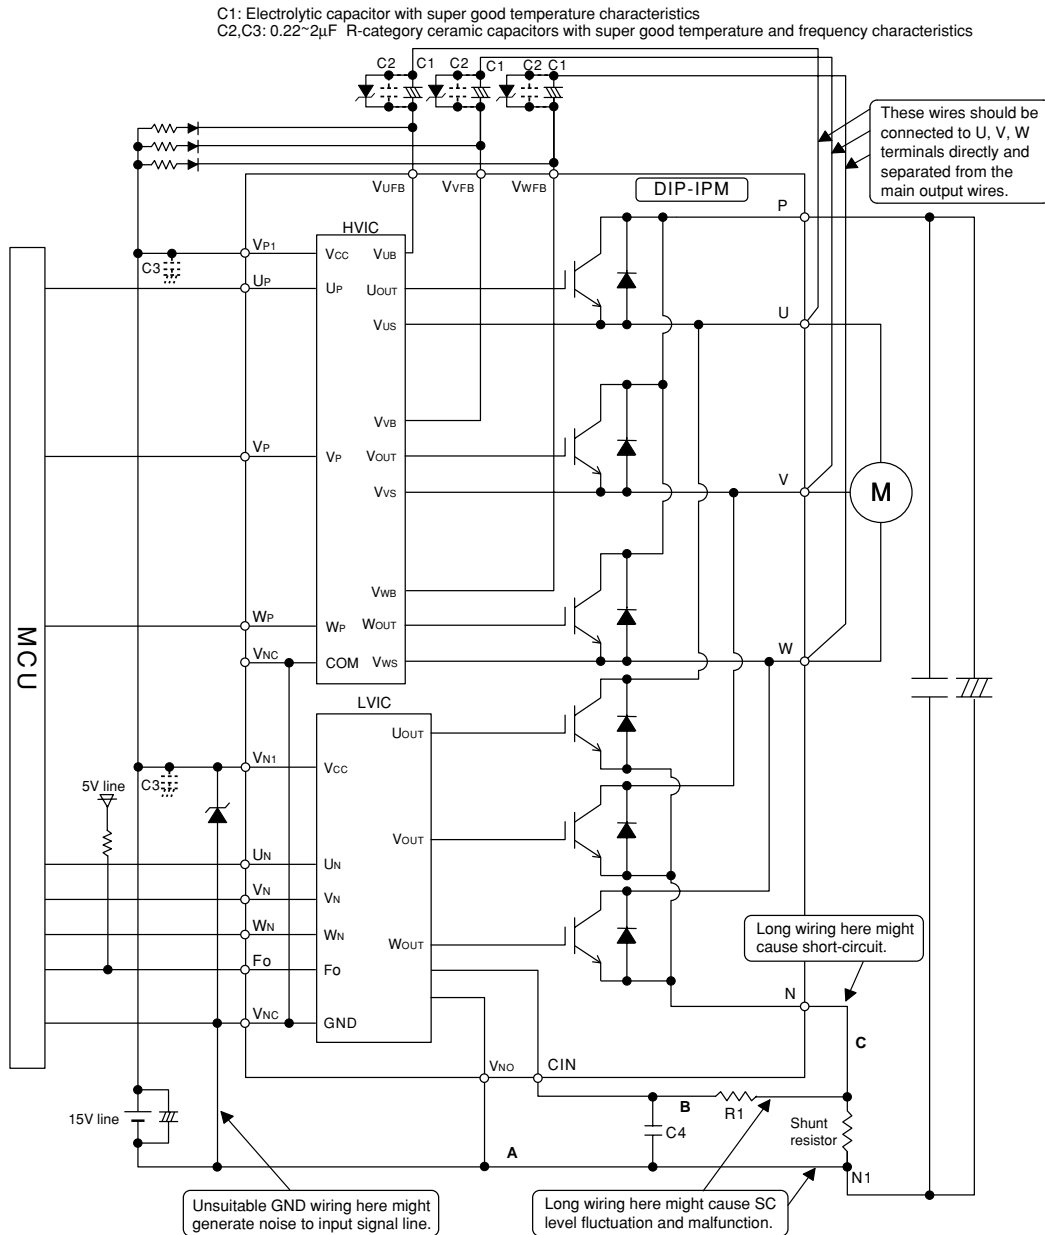 C1: Electrolytic capacitor with super good temperature characteristics
C2,C3: 0.22~2μF R-category ceramic capacitors with super good temperature and frequency characteristics
C2 C1 C2 C1 C2 C1
These wires should be
connected to U, V, W
terminals directly and
separated from the
main output wires.
VUFB VVFB VWFB
DIP-IPM
P
HVIC
VP1
VCC
VUB
C3
UP
UP
UOUT
VUS
U
VVB
VP
VP
VOUT
VVS
V
M
VWB
WP
WP
WOUT
VNC
COM
VWS
W
MCU
LVIC
UOUT
VN1
VCC
C3
5V line
VOUT
UN
UN
VN
VN
WN
WN
WOUT
Fo
Fo
Long wiring here might
cause short-circuit.
N
VNC
GND
C
VNO
CIN
15V line
B
R1
C4
Shunt
resistor
A
N1
Unsuitable GND wiring here might
generate noise to input signal line.
Long wiring here might cause SC
level fluctuation and malfunction.